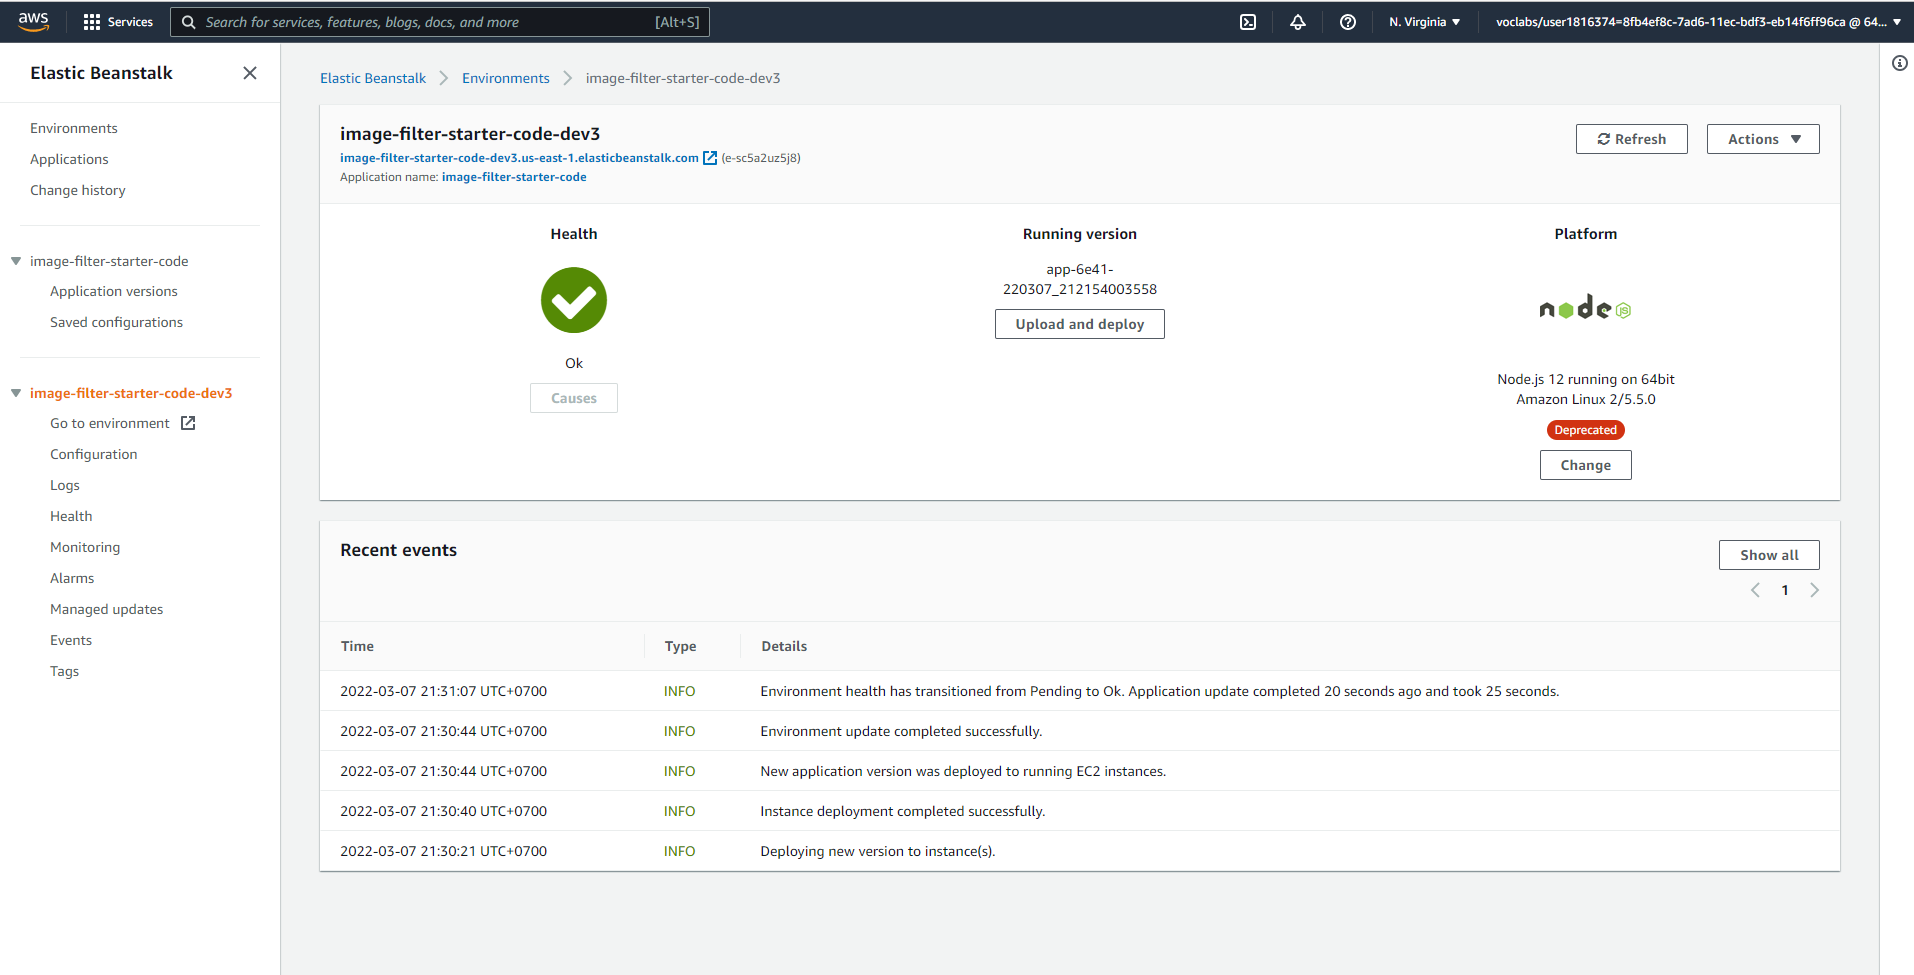 aws
Services
Search for services, features, blogs, docs, and more
[Alt+S]
N. Virginia
voclabs/user1816374=8fb4ef8c-7ad6-11ec-bdf3-eb14f6ff96ca @ 64...
Elastic Beanstalk
Environments
Applications
Change history
image-filter-starter-code
Application versions
Saved configurations
image-filter-starter-code-dev3
Go to environment
Configuration
Logs
Health
Monitoring
Alarms
Managed updates
Events
Tags
Elastic Beanstalk
Environments
image-filter-starter-code-dev3
image-filter-starter-code-dev3
image-filter-starter-code-dev3.us-east-1.elasticbeanstalk.com (e-sc5a2uz5j8)
Application name: image-filter-starter-code
Refresh
Actions
Health
Ok
Causes
Running version
app-6e41-
220307_212154003558
Upload and deploy
Platform
node
JS
Node.js 12 running on 64bit
Amazon Linux 2/5.5.0
Deprecated
Change
Recent events
Show all
1
Time Type Details
2022-03-07 21:31:07 UTC+0700 INFO Environment health has transitioned from Pending to Ok. Application update completed 20 seconds ago and took 25 seconds.
2022-03-07 21:30:44 UTC+0700 INFO Environment update completed successfully.
2022-03-07 21:30:44 UTC+0700 INFO New application version was deployed to running EC2 instances.
2022-03-07 21:30:40 UTC+0700 INFO Instance deployment completed successfully.
2022-03-07 21:30:21 UTC+0700 INFO Deploying new version to instance(s).